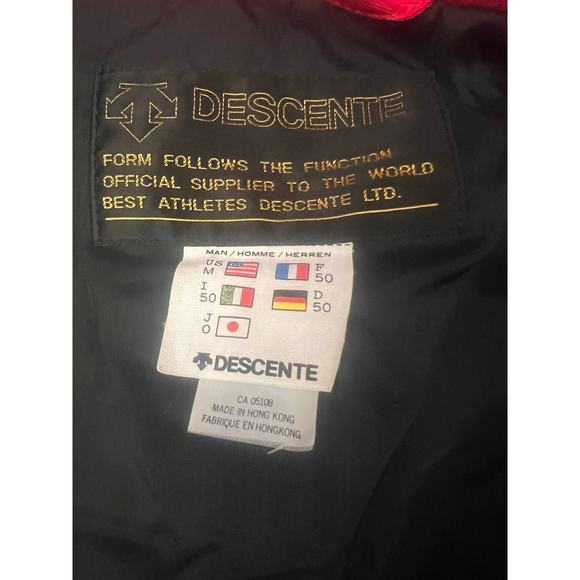 DESCENTE
FORM FOLLOWS THE FUNCTION
OFFICIAL SUPPLIER TO THE WORLD
BEST ATHLETES DESCENTE LTD.
MAN / HOMME / HERREN
US M F 50
I 50 D 50
J O
DESCENTE
CA 05108
MADE IN HONG KONG
FABRIQUE EN HONGKONG